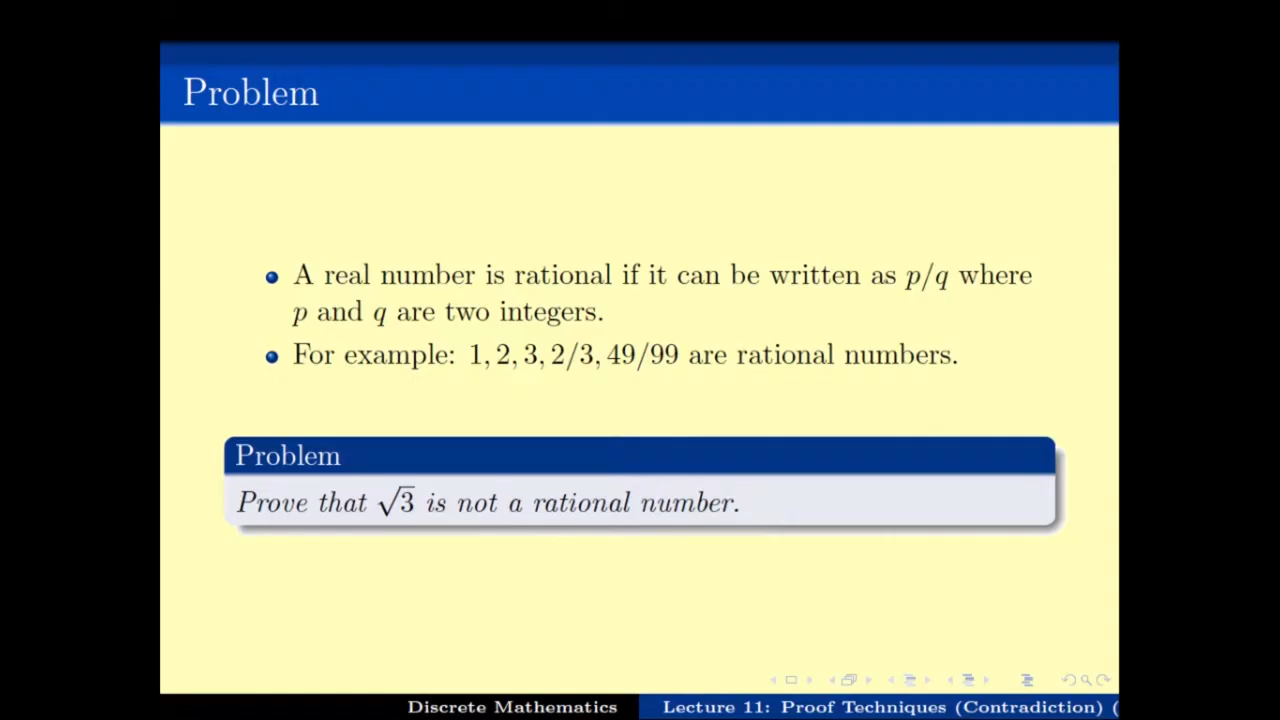 Problem
A real number is rational if it can be written as p/q where
p and q are two integers.
For example: 1, 2, 3, 2/3, 49/99 are rational numbers.
Problem
Prove that √3 is not a rational number.
Discrete Mathematics
Lecture 11: Proof Techniques (Contradiction) (